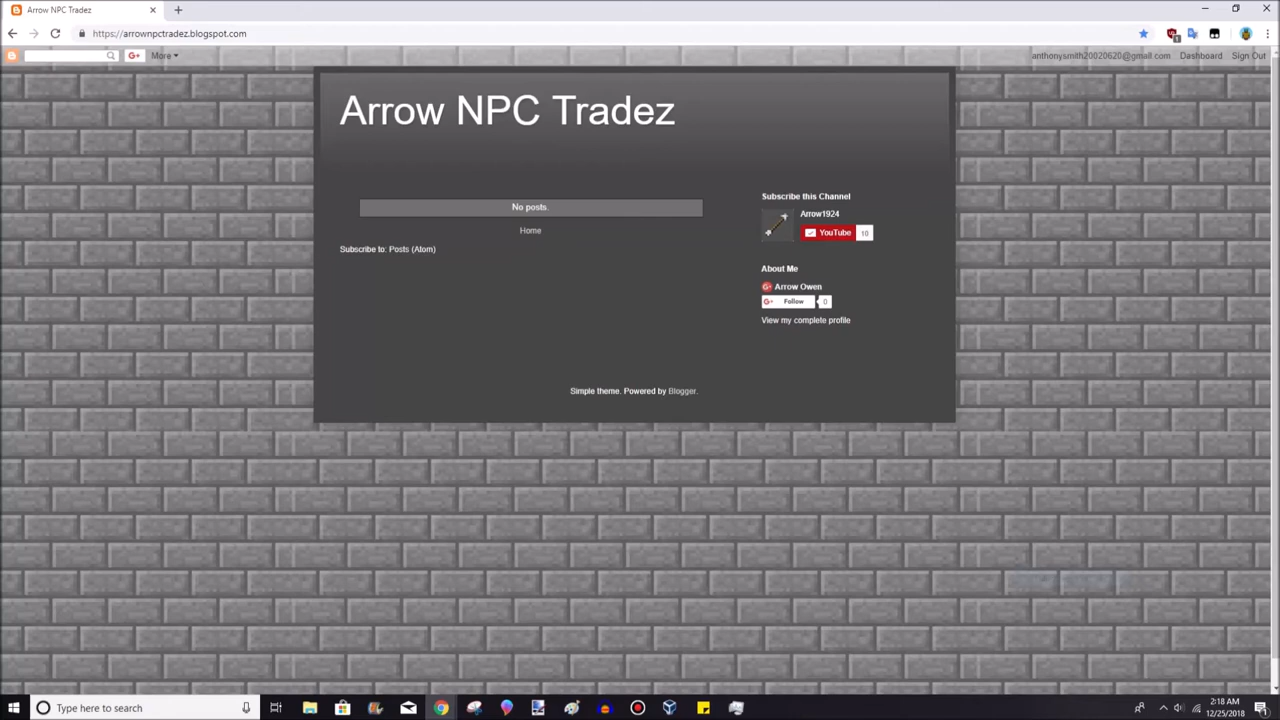 Arrow NPC Tradez
https://arrownpctradez.blogspot.com
G+ More
anthonysmith20020620@gmail.com Dashboard Sign Out
Arrow NPC Tradez
No posts.
Home
Subscribe to: Posts (Atom)
Subscribe this Channel
Arrow1924
YouTube 10
About Me
G+ Arrow Owen
G+ Follow 0
View my complete profile
Simple theme. Powered by Blogger.
Type here to search
2:18 AM
12/25/2018